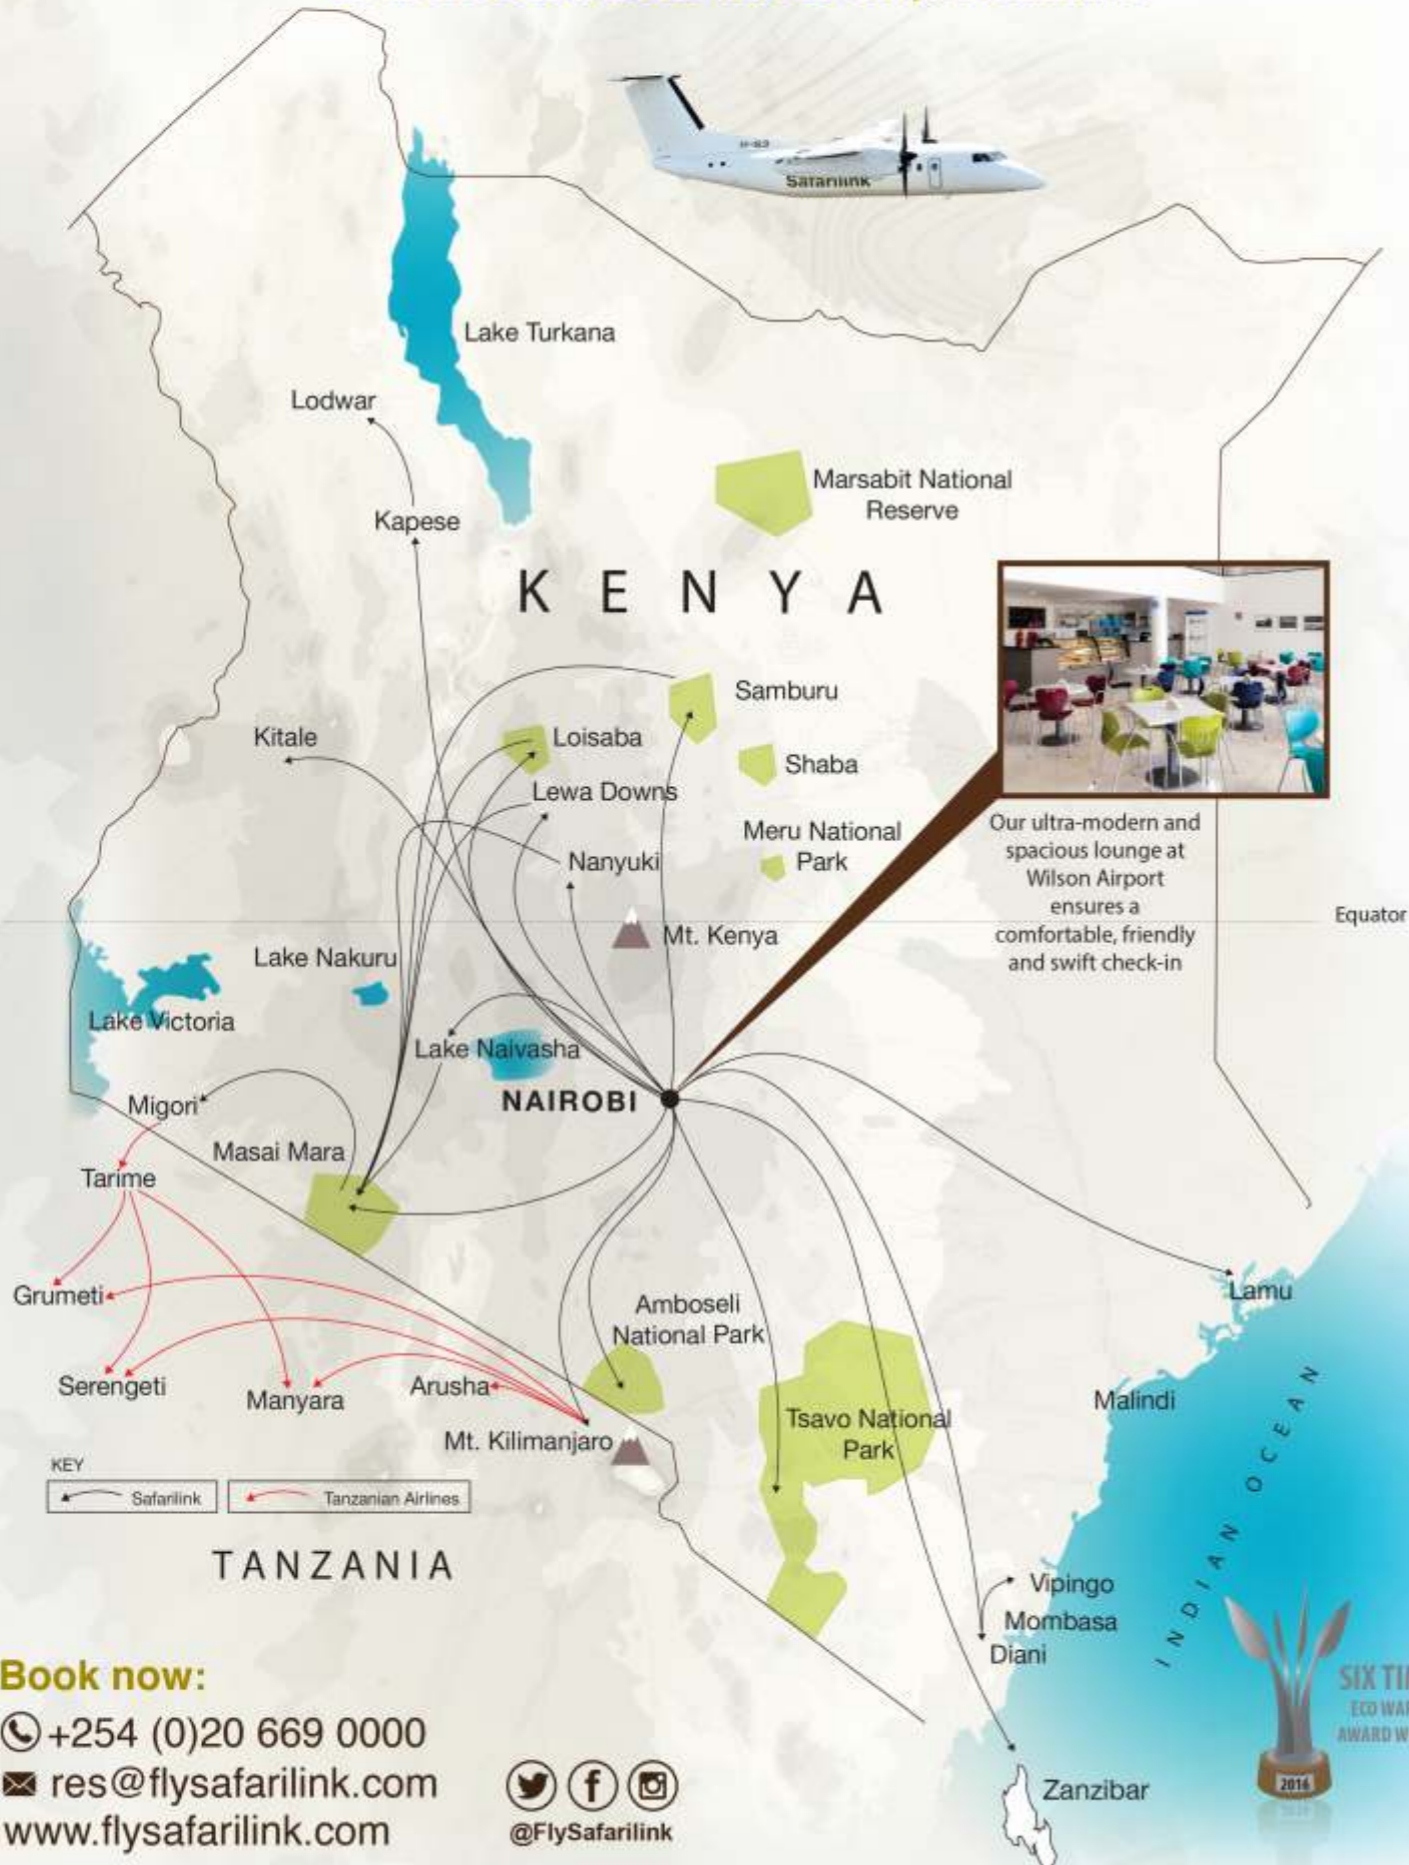 Safarilink
Lake Turkana
Lodwar
Marsabit National
Reserve
Kapese
KENYA
Samburu
Kitale
Loisaba
Shaba
Lewa Downs
Meru National
Park
Nanyuki
Our ultra-modern and
spacious lounge at
Wilson Airport
ensures a
comfortable, friendly
and swift check-in
Equator
Mt. Kenya
Lake Nakuru
Lake Victoria
Lake Naivasha
NAIROBI
Migori
Masai Mara
Tarime
Grumeti
Amboseli
National Park
Lamu
Serengeti
Manyara
Arusha
Malindi
Tsavo National
Park
Mt. Kilimanjaro
INDIAN OCEAN
KEY
Safarilink
Tanzanian Airlines
TANZANIA
Vipingo
Mombasa
Diani
Book now:
+254 (0)20 669 0000
res@flysafarilink.com
www.flysafarilink.com
@FlySafarilink
SIX
ECO
AWARD
2016
Zanzibar